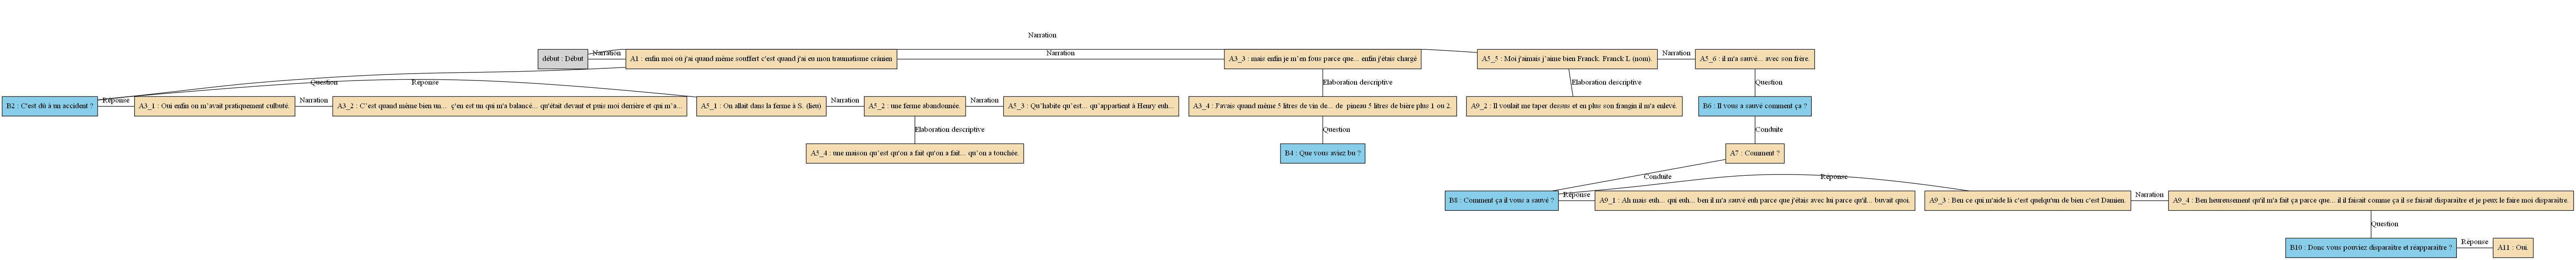 Narration
début : Début
Narration
A1 : enfin moi où j'ai quand même souffert c'est quand j'ai eu mon traumatisme crânien
Narration
A3_3 : mais enfin je m'en fous parce que... enfin j'étais chargé
A5_5 : Moi j'aimais j'aime bien Franck. Franck L (nom).
Narration
A5_6 : il m'a sauvé... avec son frère.
Question
Réponse
Elaboration descriptive
Elaboration descriptive
Question
B2 : C'est dû à un accident ?
Réponse
A3_1 : Oui enfin on m'avait pratiquement culbuté.
Narration
A3_2 : C'est quand même bien un... ç'en est un qui m'a balancé... qu'était devant et puis moi derrière et qui m'a...
A5_1 : On allait dans la ferme à S. (lieu)
Narration
A5_2 : une ferme abandonnée.
Narration
A5_3 : Qu'habite qu'est... qu'appartient à Henry euh...
A3_4 : J'avais quand même 5 litres de vin de... de pineau 5 litres de bière plus 1 ou 2.
A9_2 : Il voulait me taper dessus et en plus son frangin il m'a enlevé.
B6 : Il vous a sauvé comment ça ?
Elaboration descriptive
Question
Conduite
A5_4 : une maison qu'est qu'on a fait qu'on a fait... qu'on a touchée.
B4 : Que vous aviez bu ?
A7 : Comment ?
Conduite
Réponse
B8 : Comment ça il vous a sauvé ?
Réponse
A9_1 : Ah mais euh... qui euh... ben il m'a sauvé euh parce que j'étais avec lui parce qu'il... buvait quoi.
A9_3 : Ben ce qui m'aide là c'est quelqu'un de bien c'est Damien.
Narration
A9_4 : Ben heureusement qu'il m'a fait ça parce que... il il faisait comme ça il se faisait disparaître et je peux le faire moi disparaître.
Question
B10 : Donc vous pouviez disparaître et réapparaître ?
Réponse
A11 : Oui.